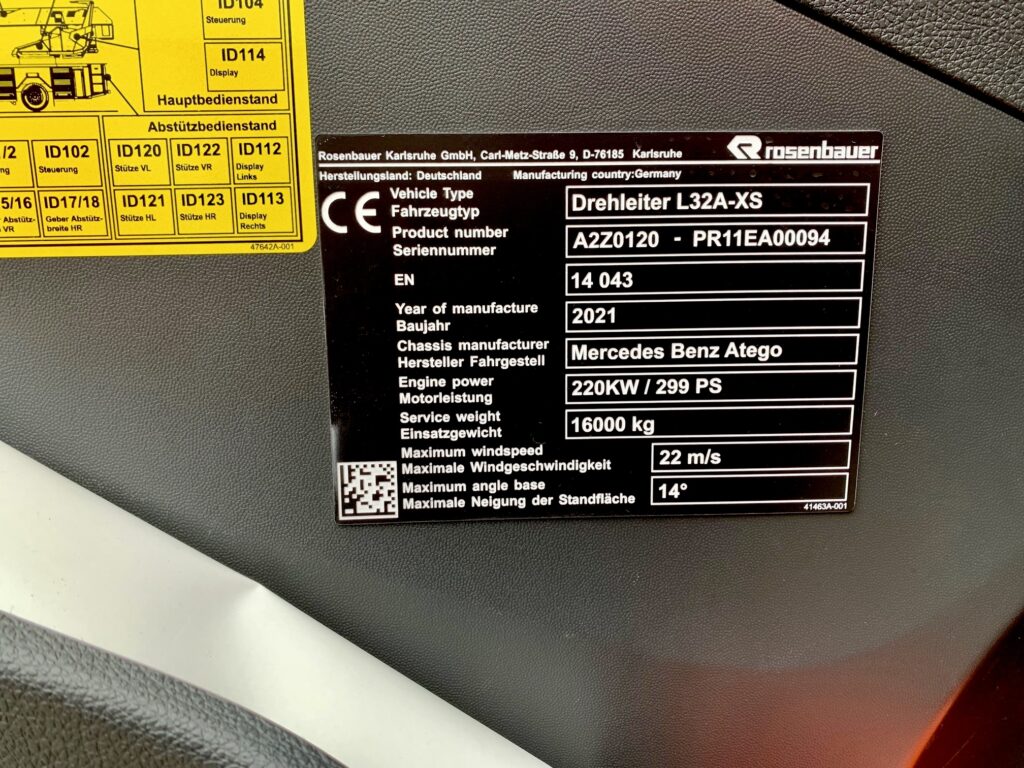 ID104
Steuerung
ID114
Display
Hauptbedienstand
Abstützbedienstand
/2
ng
ID102
Steuerung
ID120
Stütze VL
ID122
Stütze VR
ID112
Display
Links
5/16
Abstütz-
HL
ID17/18
Geber Abstütz-
breite HR
ID121
Stütze HL
ID123
Stütze HR
ID113
Display
Rechts
47642A-001
Rosenbauer Karlsruhe GmbH, Carl-Metz-Straße 9, D-76185 Karlsruhe
rosenbauer
Herstellungsland: Deutschland Manufacturing country:Germany
CE
Vehicle Type
Fahrzeugtyp
Drehleiter L32A-XS
Product number
Seriennummer
A2Z0120 - PR11EA00094
EN
14 043
Year of manufacture
Baujahr
2021
Chassis manufacturer
Hersteller Fahrgestell
Mercedes Benz Atego
Engine power
Motorleistung
220KW / 299 PS
Service weight
Einsatzgewicht
16000 kg
Maximum windspeed
Maximale Windgeschwindigkeit
22 m/s
Maximum angle base
Maximale Neigung der Standfläche
14°
41463A-001